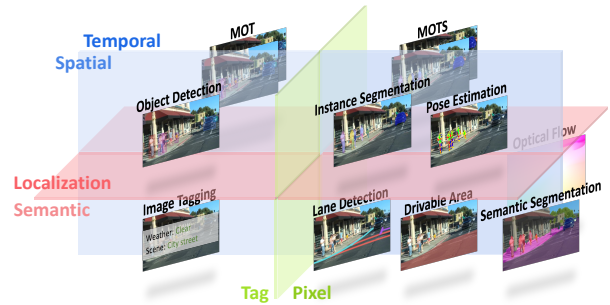 MOT
MOTS
Temporal
Spatial
Object Detection
Instance Segmentation
Pose Estimation
Optical Flow
Localization
Semantic
Image Tagging
Weather: Clear
Scene: City street
Lane Detection
Drivable Area
Semantic Segmentation
Tag
Pixel